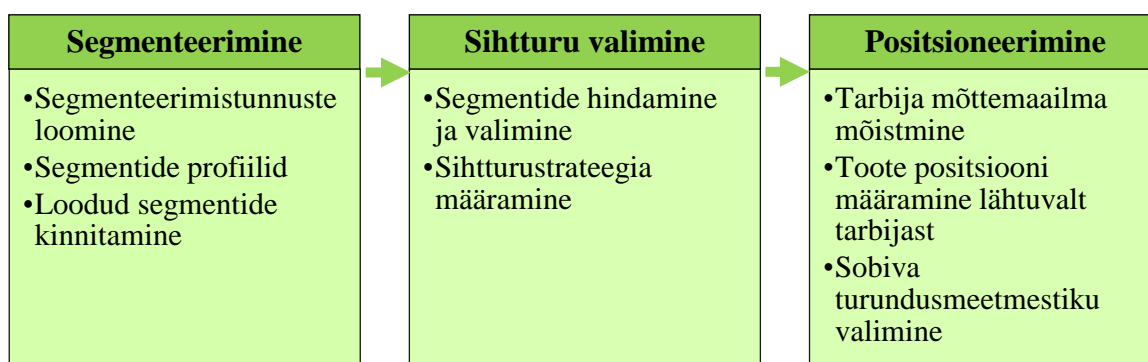 Segmenteerimine
•Segmenteerimistunnuste
loomine
•Segmentide profiilid
•Loodud segmentide
kinnitamine
Sihtturu valimine
•Segmentide hindamine
ja valimine
•Sihtturustrateegia
määramine
Positsioneerimine
•Tarbija mõttemaailma
mõistmine
•Toote positsiooni
määramine lähtuvalt
tarbijast
•Sobiva
turundusmeetmestiku
valimine